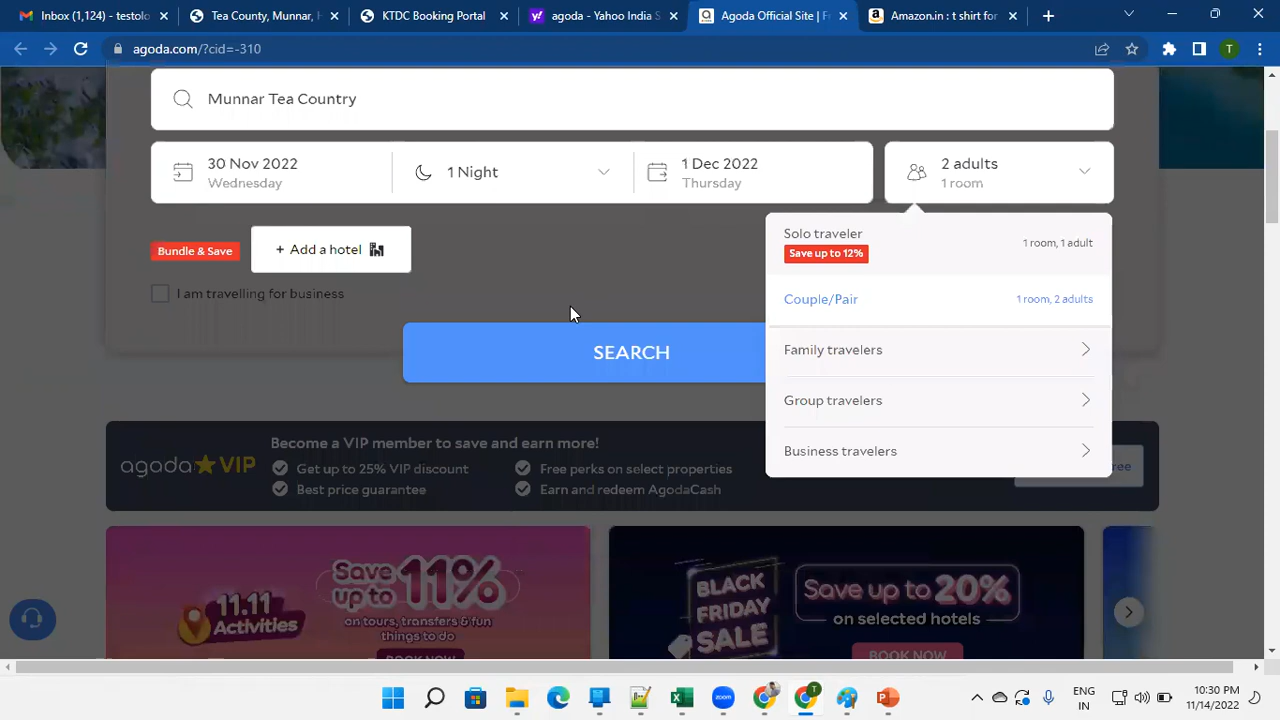 Inbox (1,124) - testolo
Tea County, Munnar,
KTDC Booking Portal
agoda - Yahoo India S
Agoda Official Site | Fr
Amazon.in : t shirt for
agoda.com/?cid=-310
T
Munnar Tea Country
30 Nov 2022
Wednesday
1 Night
1 Dec 2022
Thursday
2 adults
1 room
Bundle & Save
+ Add a hotel
Solo traveler
Save up to 12%
1 room, 1 adult
I am travelling for business
Couple/Pair
1 room, 2 adults
SEARCH
Family travelers
Group travelers
Business travelers
agoda VIP
Become a VIP member to save and earn more!
Get up to 25% VIP discount
Free perks on select properties
Best price guarantee
Earn and redeem AgodaCash
ee
11.11
Activities
Save
up to 11%
on tours, transfers & fun
things to do
BOOK NOW
BLACK
FRIDAY
SALE
Save up to 20%
on selected hotels
BOOK NOW
zoom
T
ENG
IN
10:30 PM
11/14/2022